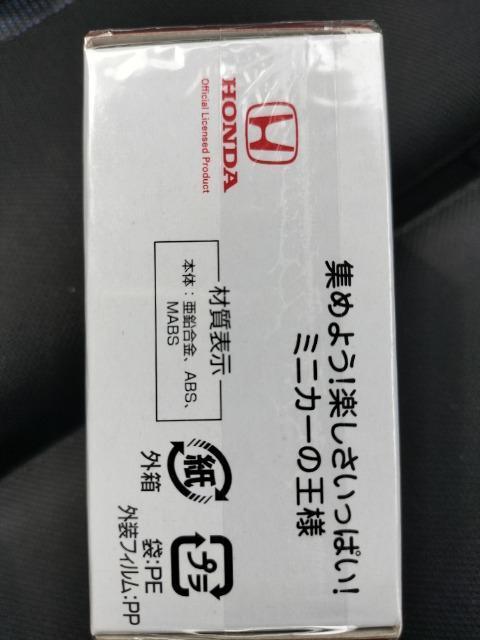 HONDA
Official Licensed Product
集めよう!楽しさいっぱい!
ミニカーの王様
材質表示
本体:亜鉛合金、ABS、
MABS
紙
外箱
プラ
袋:PE
外装フィルム:PP